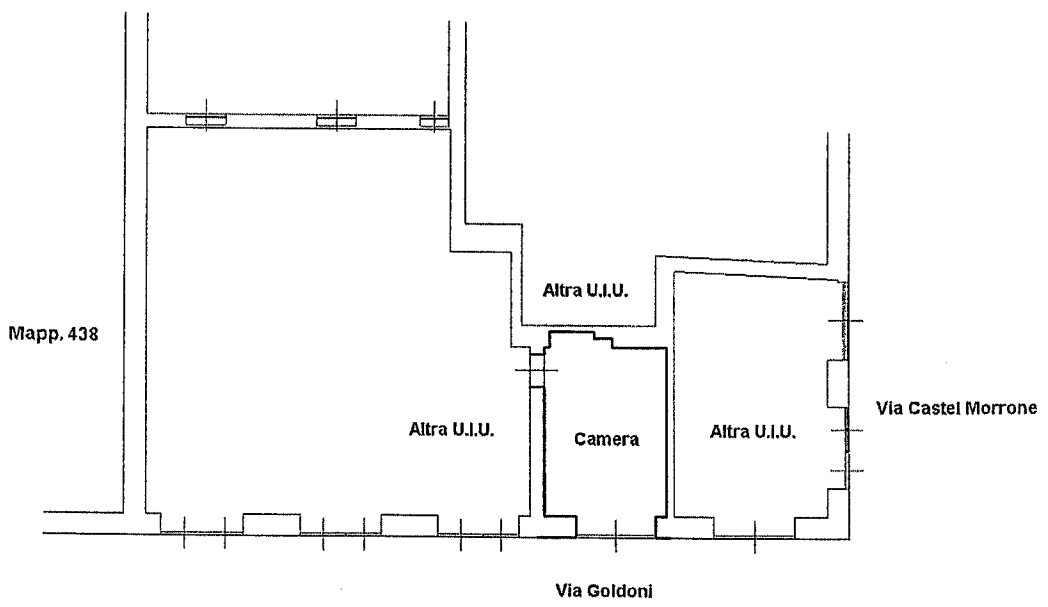 Altra U.I.U.
Mapp. 438
Via Castel Morrone
Altra U.I.U.
Camera
Altra U.I.U.
Via Goldoni